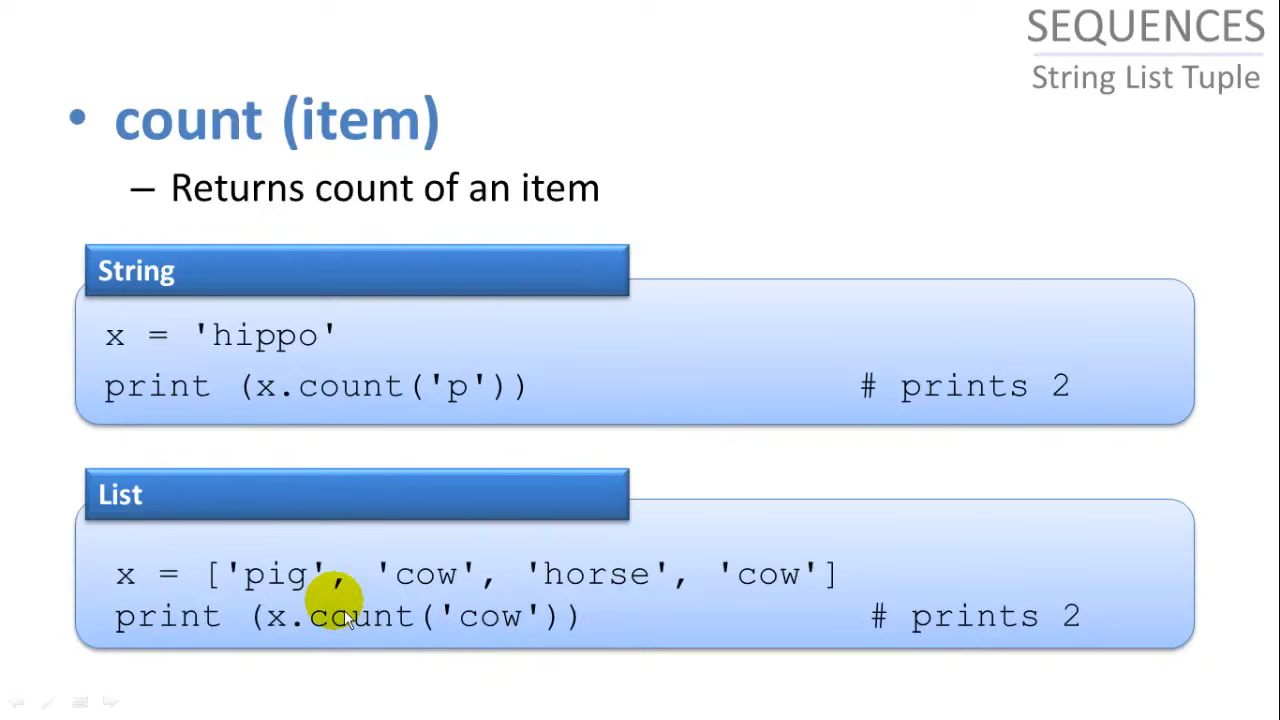 SEQUENCES
String List Tuple
• count (item)
– Returns count of an item
String
x = 'hippo'
print (x.count('p')) # prints 2
List
x = ['pig', 'cow', 'horse', 'cow']
print (x.count('cow')) # prints 2